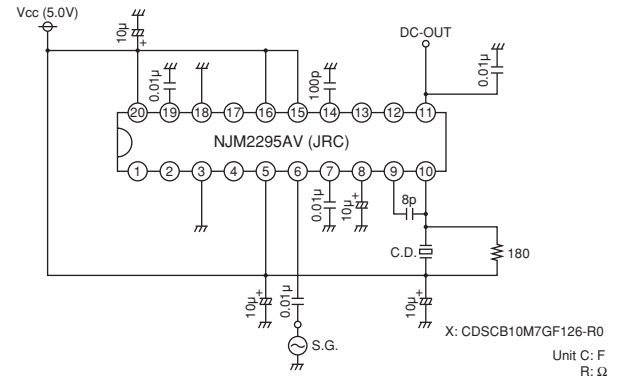 Vcc (5.0V)
10µ
+
DC-OUT
0.01µ
100p
0.01µ
20 19 18 17 16 15 14 13 12 11
NJM2295AV (JRC)
1 2 3 4 5 6 7 8 9 10
0.01µ
10µ
+
8p
C.D.
180
10µ
+
0.01µ
10µ
+
S.G.
X: CDSCB10M7GF126-R0
Unit C: F
R: Ω